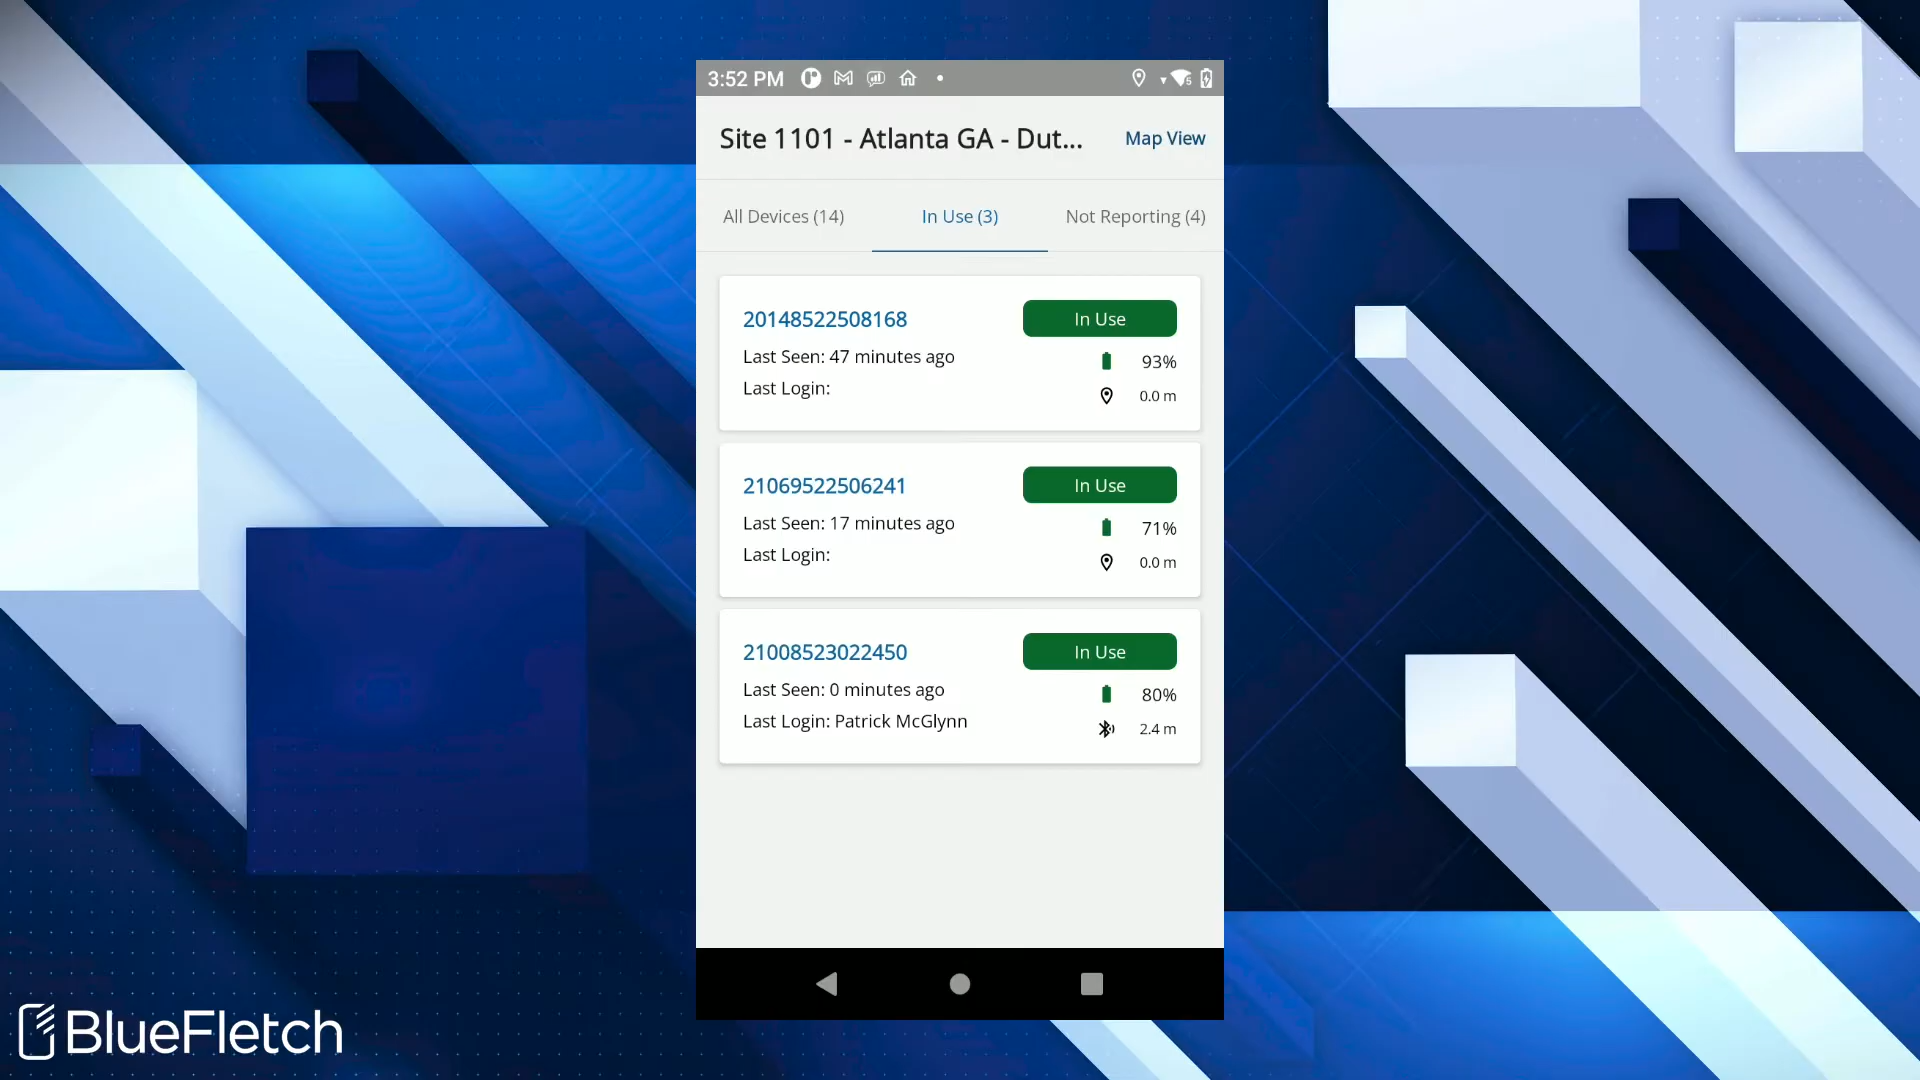 3:52 PM
Site 1101 - Atlanta GA - Dut...
Map View
All Devices (14)
In Use (3)
Not Reporting (4)
20148522508168
In Use
Last Seen: 47 minutes ago
93%
Last Login:
0.0 m
21069522506241
In Use
Last Seen: 17 minutes ago
71%
Last Login:
0.0 m
21008523022450
In Use
Last Seen: 0 minutes ago
80%
Last Login: Patrick McGlynn
2.4 m
BlueFletch